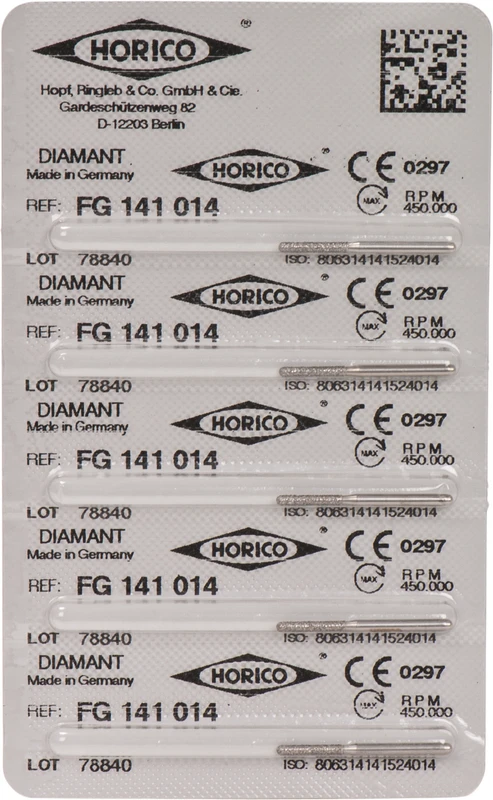 HORICO ®
Hopf, Ringleb & Co. GmbH & Cie.
Gardeschützenweg 82
D-12203 Berlin
DIAMANT HORICO ® CE 0297
Made in Germany
REF: FG 141 014 MAX RPM 450.000
LOT 78840 ISO: 806314141524014
DIAMANT HORICO ® CE 0297
Made in Germany
REF: FG 141 014 MAX RPM 450.000
LOT 78840 ISO: 806314141524014
DIAMANT HORICO ® CE 0297
Made in Germany
REF: FG 141 014 MAX RPM 450.000
LOT 78840 ISO: 806314141524014
DIAMANT HORICO ® CE 0297
Made in Germany
REF: FG 141 014 MAX RPM 450.000
LOT 78840 ISO: 806314141524014
DIAMANT HORICO ® CE 0297
Made in Germany
REF: FG 141 014 MAX RPM 450.000
LOT 78840 ISO: 806314141524014